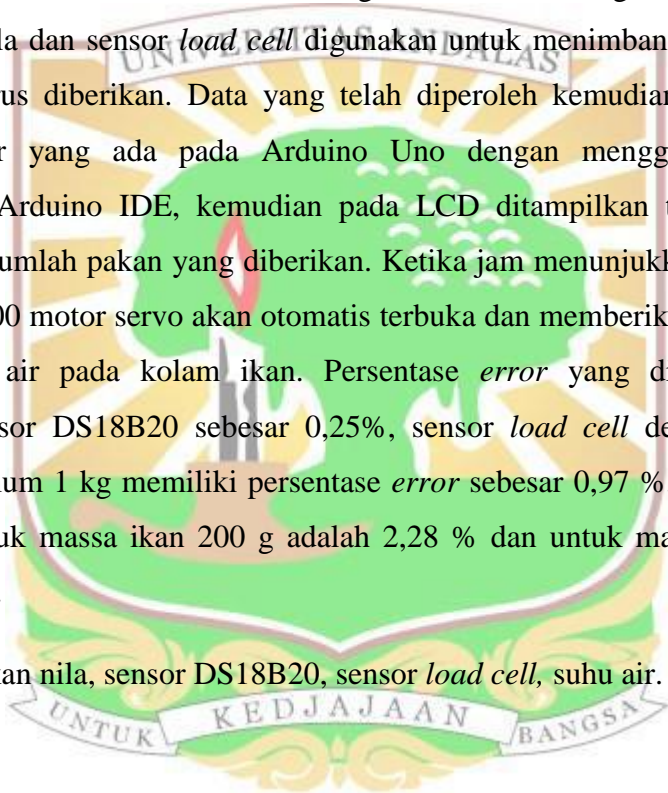 la dan sensor load cell digunakan untuk menimban
UNIVERSITAS ANDALAS
rus diberikan. Data yang telah diperoleh kemudian
r yang ada pada Arduino Uno dengan mengg
Arduino IDE, kemudian pada LCD ditampilkan t
umlah pakan yang diberikan. Ketika jam menunjukk
00 motor servo akan otomatis terbuka dan memberik
air pada kolam ikan. Persentase error yang di
sor DS18B20 sebesar 0,25%, sensor load cell de
um 1 kg memiliki persentase error sebesar 0,97 %
uk massa ikan 200 g adalah 2,28 % dan untuk ma
kan nila, sensor DS18B20, sensor load cell, suhu air.
UNTUK KEDJAJAAN BANGSA